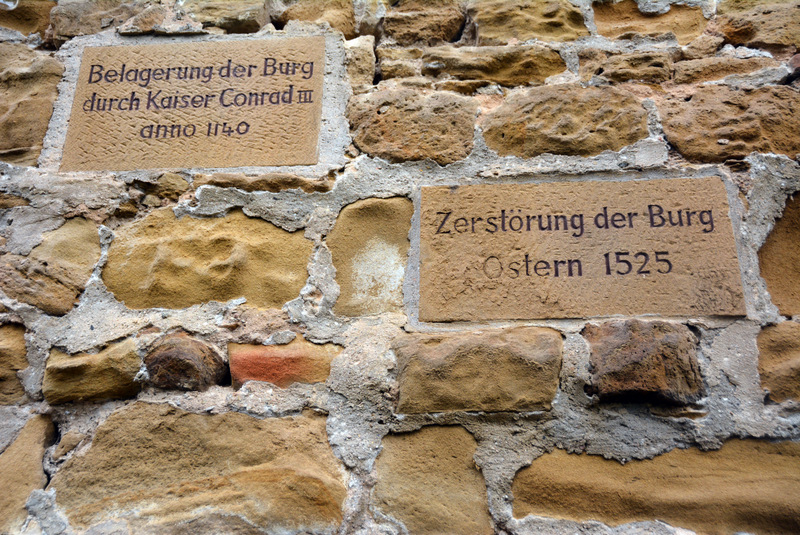 Belagerung der Burg
durch Kaiser Conrad III
anno 1140
Zerstörung der Burg
Ostern 1525